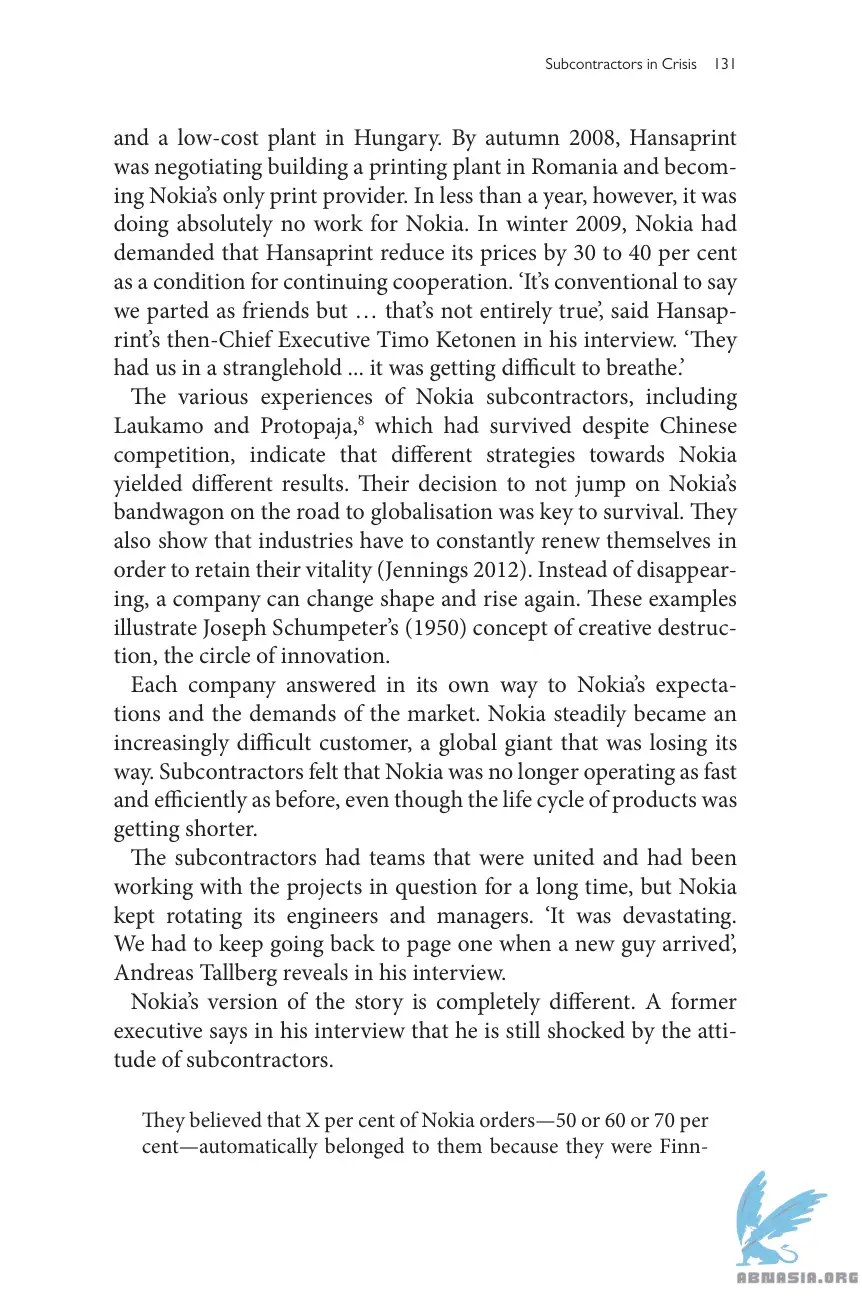 Subcontractors in Crisis 131
and a low-cost plant in Hungary. By autumn 2008, Hansaprint
was negotiating building a printing plant in Romania and becom-
ing Nokia’s only print provider. In less than a year, however, it was
doing absolutely no work for Nokia. In winter 2009, Nokia had
demanded that Hansaprint reduce its prices by 30 to 40 per cent
as a condition for continuing cooperation. ‘It’s conventional to say
we parted as friends but … that’s not entirely true’, said Hansap-
rint’s then-Chief Executive Timo Ketonen in his interview. ‘They
had us in a stranglehold ... it was getting difficult to breathe.’
The various experiences of Nokia subcontractors, including
Laukamo and Protopaja,⁸ which had survived despite Chinese
competition, indicate that different strategies towards Nokia
yielded different results. Their decision to not jump on Nokia’s
bandwagon on the road to globalisation was key to survival. They
also show that industries have to constantly renew themselves in
order to retain their vitality (Jennings 2012). Instead of disappear-
ing, a company can change shape and rise again. These examples
illustrate Joseph Schumpeter’s (1950) concept of creative destruc-
tion, the circle of innovation.
Each company answered in its own way to Nokia’s expecta-
tions and the demands of the market. Nokia steadily became an
increasingly difficult customer, a global giant that was losing its
way. Subcontractors felt that Nokia was no longer operating as fast
and efficiently as before, even though the life cycle of products was
getting shorter.
The subcontractors had teams that were united and had been
working with the projects in question for a long time, but Nokia
kept rotating its engineers and managers. ‘It was devastating.
We had to keep going back to page one when a new guy arrived’,
Andreas Tallberg reveals in his interview.
Nokia’s version of the story is completely different. A former
executive says in his interview that he is still shocked by the atti-
tude of subcontractors.
They believed that X per cent of Nokia orders—50 or 60 or 70 per
cent—automatically belonged to them because they were Finn-
ABNASIA.ORG